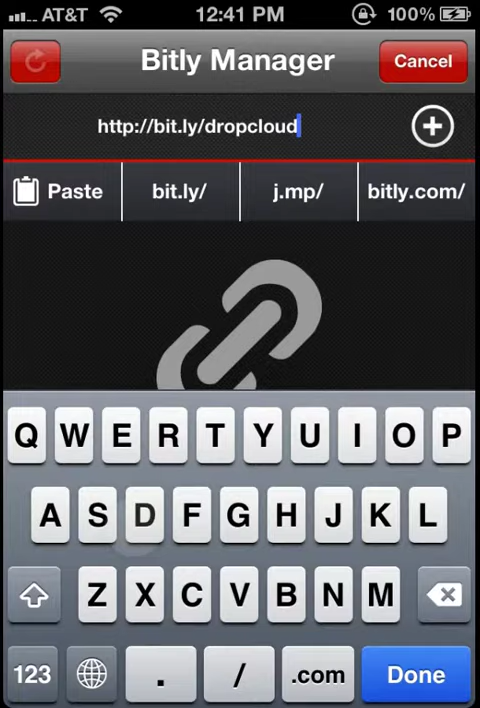 AT&T 12:41 PM 100%
Bitly Manager Cancel
http://bit.ly/dropcloud
Paste bit.ly/ j.mp/ bitly.com/
Q W E R T Y U I O P
A S D F G H J K L
Z X C V B N M
123 . / .com Done